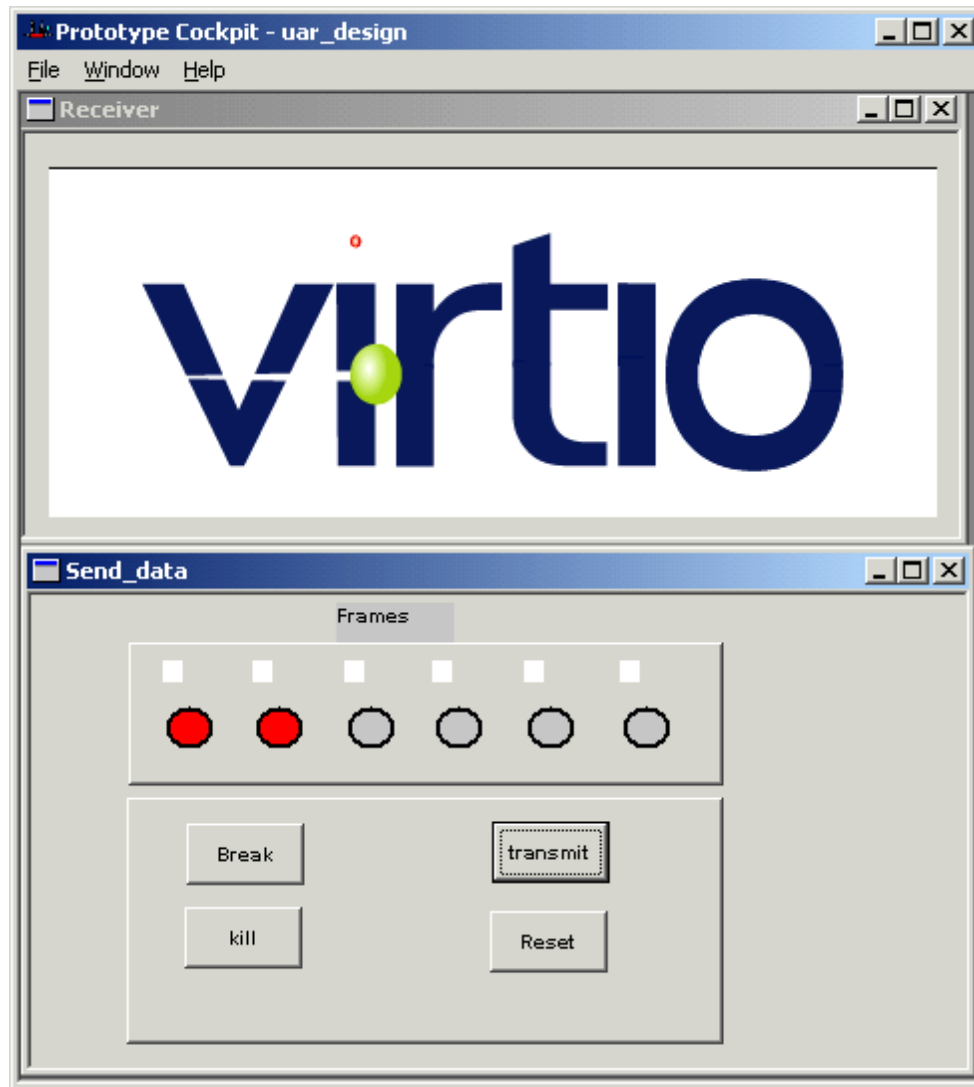 Prototype Cockpit - uar_design
File Window Help
Receiver
o
virtio
Send_data
Frames
Break
transmit
kill
Reset